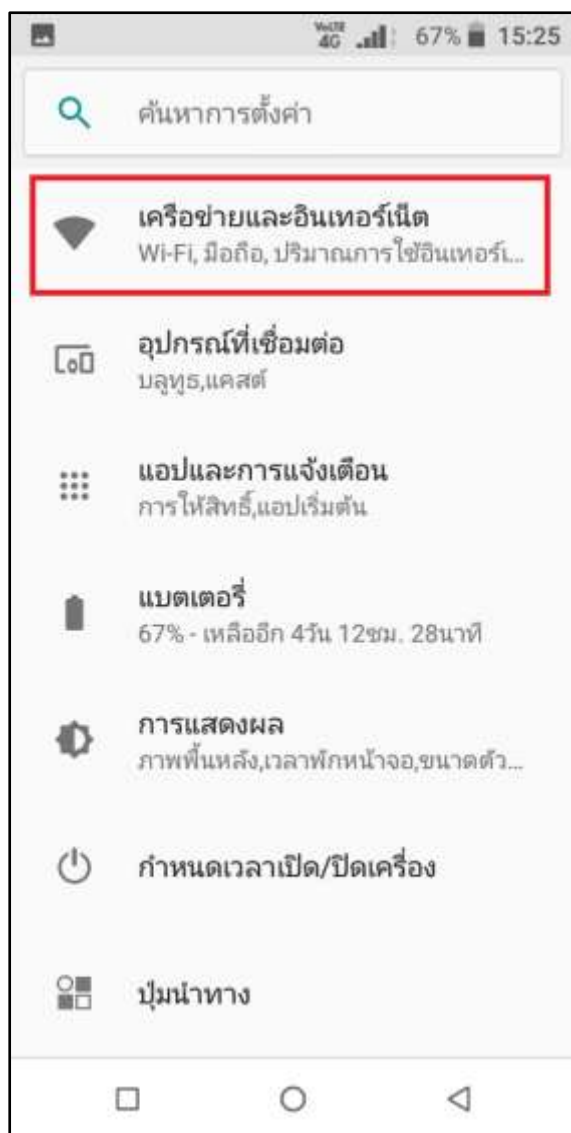 VoLTE 4G 67% 15:25
ค้นหาการตั้งค่า
เครือข่ายและอินเทอร์เน็ต
Wi-Fi, มือถือ, ปริมาณการใช้อินเทอร์เ...
อุปกรณ์ที่เชื่อมต่อ
บลูทูธ,แคสต์
แอปและการแจ้งเตือน
การให้สิทธิ์,แอปเริ่มต้น
แบตเตอรี่
67% - เหลืออีก 4วัน 12ชม. 28นาที
การแสดงผล
ภาพพื้นหลัง,เวลาพักหน้าจอ,ขนาดตัว...
กำหนดเวลาเปิด/ปิดเครื่อง
ปุ่มนำทาง